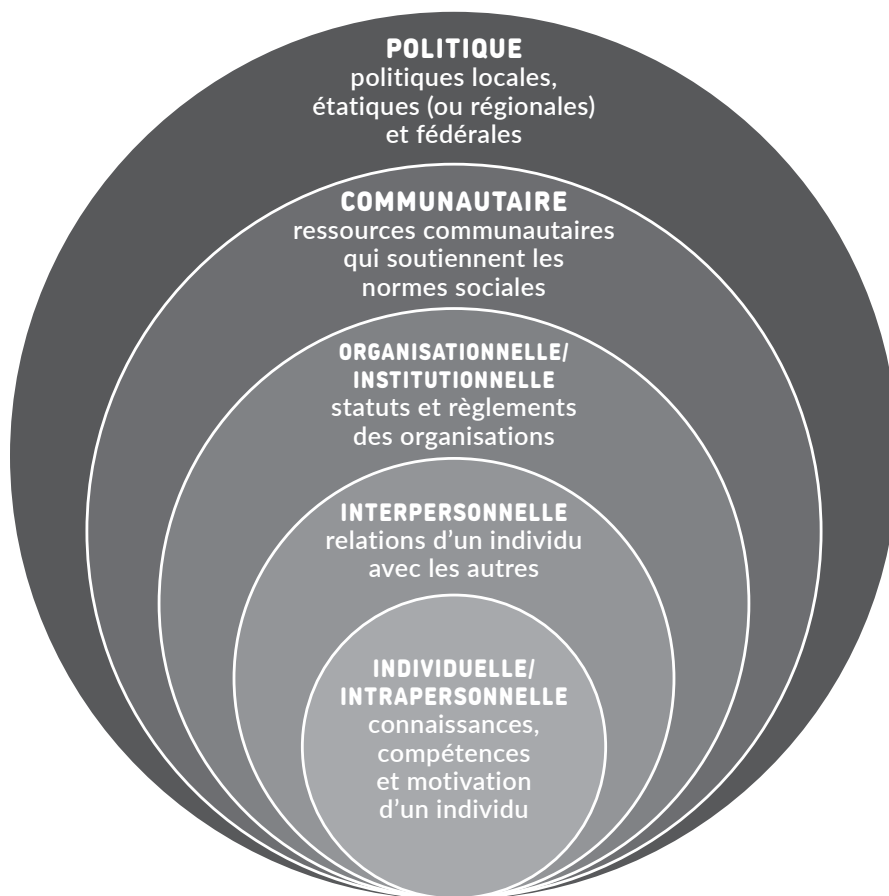 POLITIQUE
politiques locales,
étatiques (ou régionales)
et fédérales
COMMUNAUTAIRE
ressources communautaires
qui soutiennent les
normes sociales
ORGANISATIONNELLE/
INSTITUTIONNELLE
statuts et règlements
des organisations
INTERPERSONNELLE
relations d’un individu
avec les autres
INDIVIDUELLE/
INTRAPERSONNELLE
connaissances,
compétences
et motivation
d’un individu